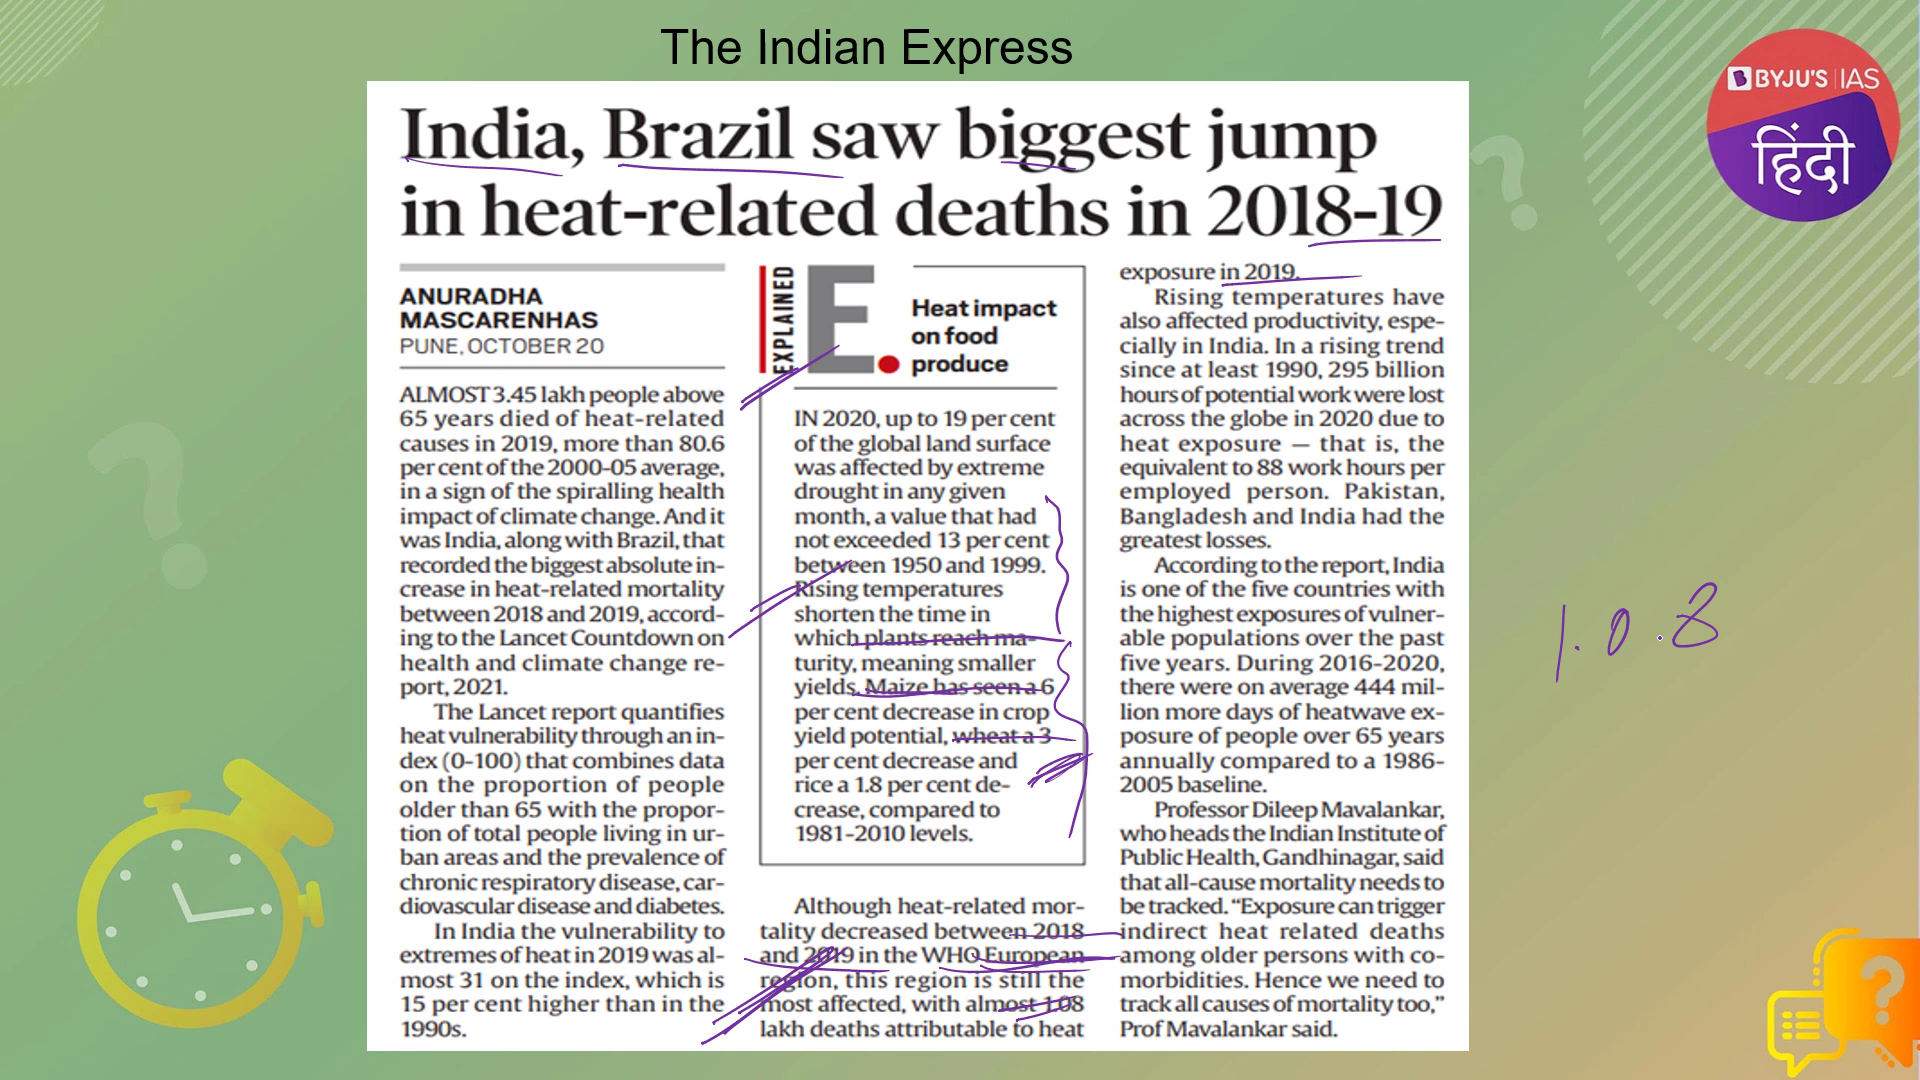 The Indian Express
BYJU'S IAS
हिंदी
India, Brazil saw biggest jump
in heat-related deaths in 2018-19
ANURADHA
MASCARENHAS
PUNE, OCTOBER 20
ALMOST 3.45 lakh people above
65 years died of heat-related
causes in 2019, more than 80.6
per cent of the 2000-05 average,
in a sign of the spiralling health
impact of climate change. And it
was India, along with Brazil, that
recorded the biggest absolute in-
crease in heat-related mortality
between 2018 and 2019, accord-
ing to the Lancet Countdown on
health and climate change re-
port, 2021.
The Lancet report quantifies
heat vulnerability through an in-
dex (0-100) that combines data
on the proportion of people
older than 65 with the propor-
tion of total people living in ur-
ban areas and the prevalence of
chronic respiratory disease, car-
diovascular disease and diabetes.
In India the vulnerability to
extremes of heat in 2019 was al-
most 31 on the index, which is
15 per cent higher than in the
1990s.
EXPLAINED
E.
Heat impact
on food
produce
IN 2020, up to 19 per cent
of the global land surface
was affected by extreme
drought in any given
month, a value that had
not exceeded 13 per cent
between 1950 and 1999.
Rising temperatures
shorten the time in
which plants reach ma-
turity, meaning smaller
yields. Maize has seen a 6
per cent decrease in crop
yield potential, wheat a 3
per cent decrease and
rice a 1.8 per cent de-
crease, compared to
1981-2010 levels.
Although heat-related mor-
tality decreased between 2018
and 2019 in the WHO European
region, this region is still the
most affected, with almost 1.08
lakh deaths attributable to heat
exposure in 2019.
Rising temperatures have
also affected productivity, espe-
cially in India. In a rising trend
since at least 1990, 295 billion
hours of potential work were lost
across the globe in 2020 due to
heat exposure — that is, the
equivalent to 88 work hours per
employed person. Pakistan,
Bangladesh and India had the
greatest losses.
According to the report, India
is one of the five countries with
the highest exposures of vulner-
able populations over the past
five years. During 2016-2020,
there were on average 444 mil-
lion more days of heatwave ex-
posure of people over 65 years
annually compared to a 1986-
2005 baseline.
Professor Dileep Mavalankar,
who heads the Indian Institute of
Public Health, Gandhinagar, said
that all-cause mortality needs to
be tracked. “Exposure can trigger
indirect heat related deaths
among older persons with co-
morbidities. Hence we need to
track all causes of mortality too,”
Prof Mavalankar said.
1.0.8